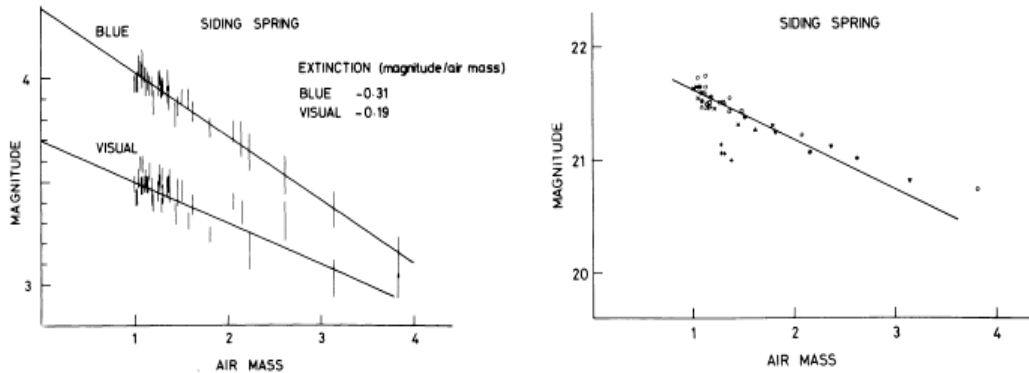 SIDING SPRING
BLUE
EXTINCTION (magnitude/air mass)
BLUE -0.31
VISUAL -0.19
VISUAL
MAGNITUDE
4
3
1 2 3 4
AIR MASS
SIDING SPRING
MAGNITUDE
22
21
20
1 2 3 4
AIR MASS